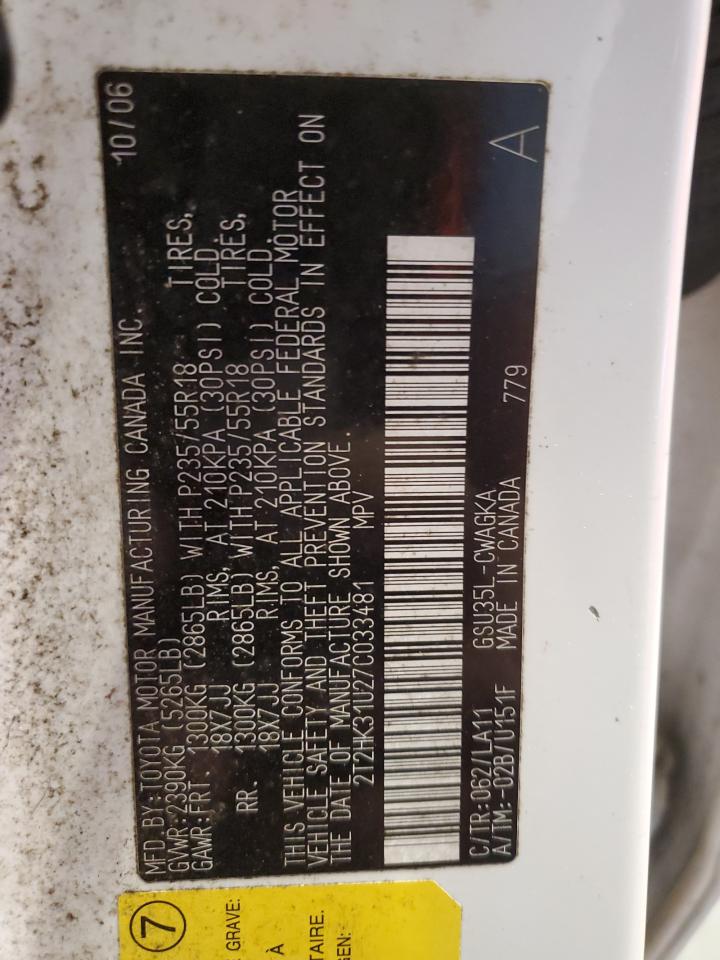 MFD.BY:TOYOTA MOTOR MANUFACTURING CANADA INC. 10/06
GVWR:2390KG (5265LB)
GAWR:FRT. 1300KG (2865LB) WITH P235/55R18 TIRES,
18X7JJ RIMS, AT 210KPA (30PSI) COLD.
RR. 1300KG (2865LB) WITH P235/55R18 TIRES,
18X7JJ RIMS, AT 210KPA (30PSI) COLD.
THIS VEHICLE CONFORMS TO ALL APPLICABLE FEDERAL MOTOR
VEHICLE SAFETY AND THEFT PREVENTION STANDARDS IN EFFECT ON
THE DATE OF MANUFACTURE SHOWN ABOVE.
2T2HK31U27C033481 MPV
C/TR:062/LA11 GSU35L-CWAGKA
A/TM:-02B/U151F MADE IN CANADA 779 A
7
GRAVE:
À
TAIRE.
GEN: